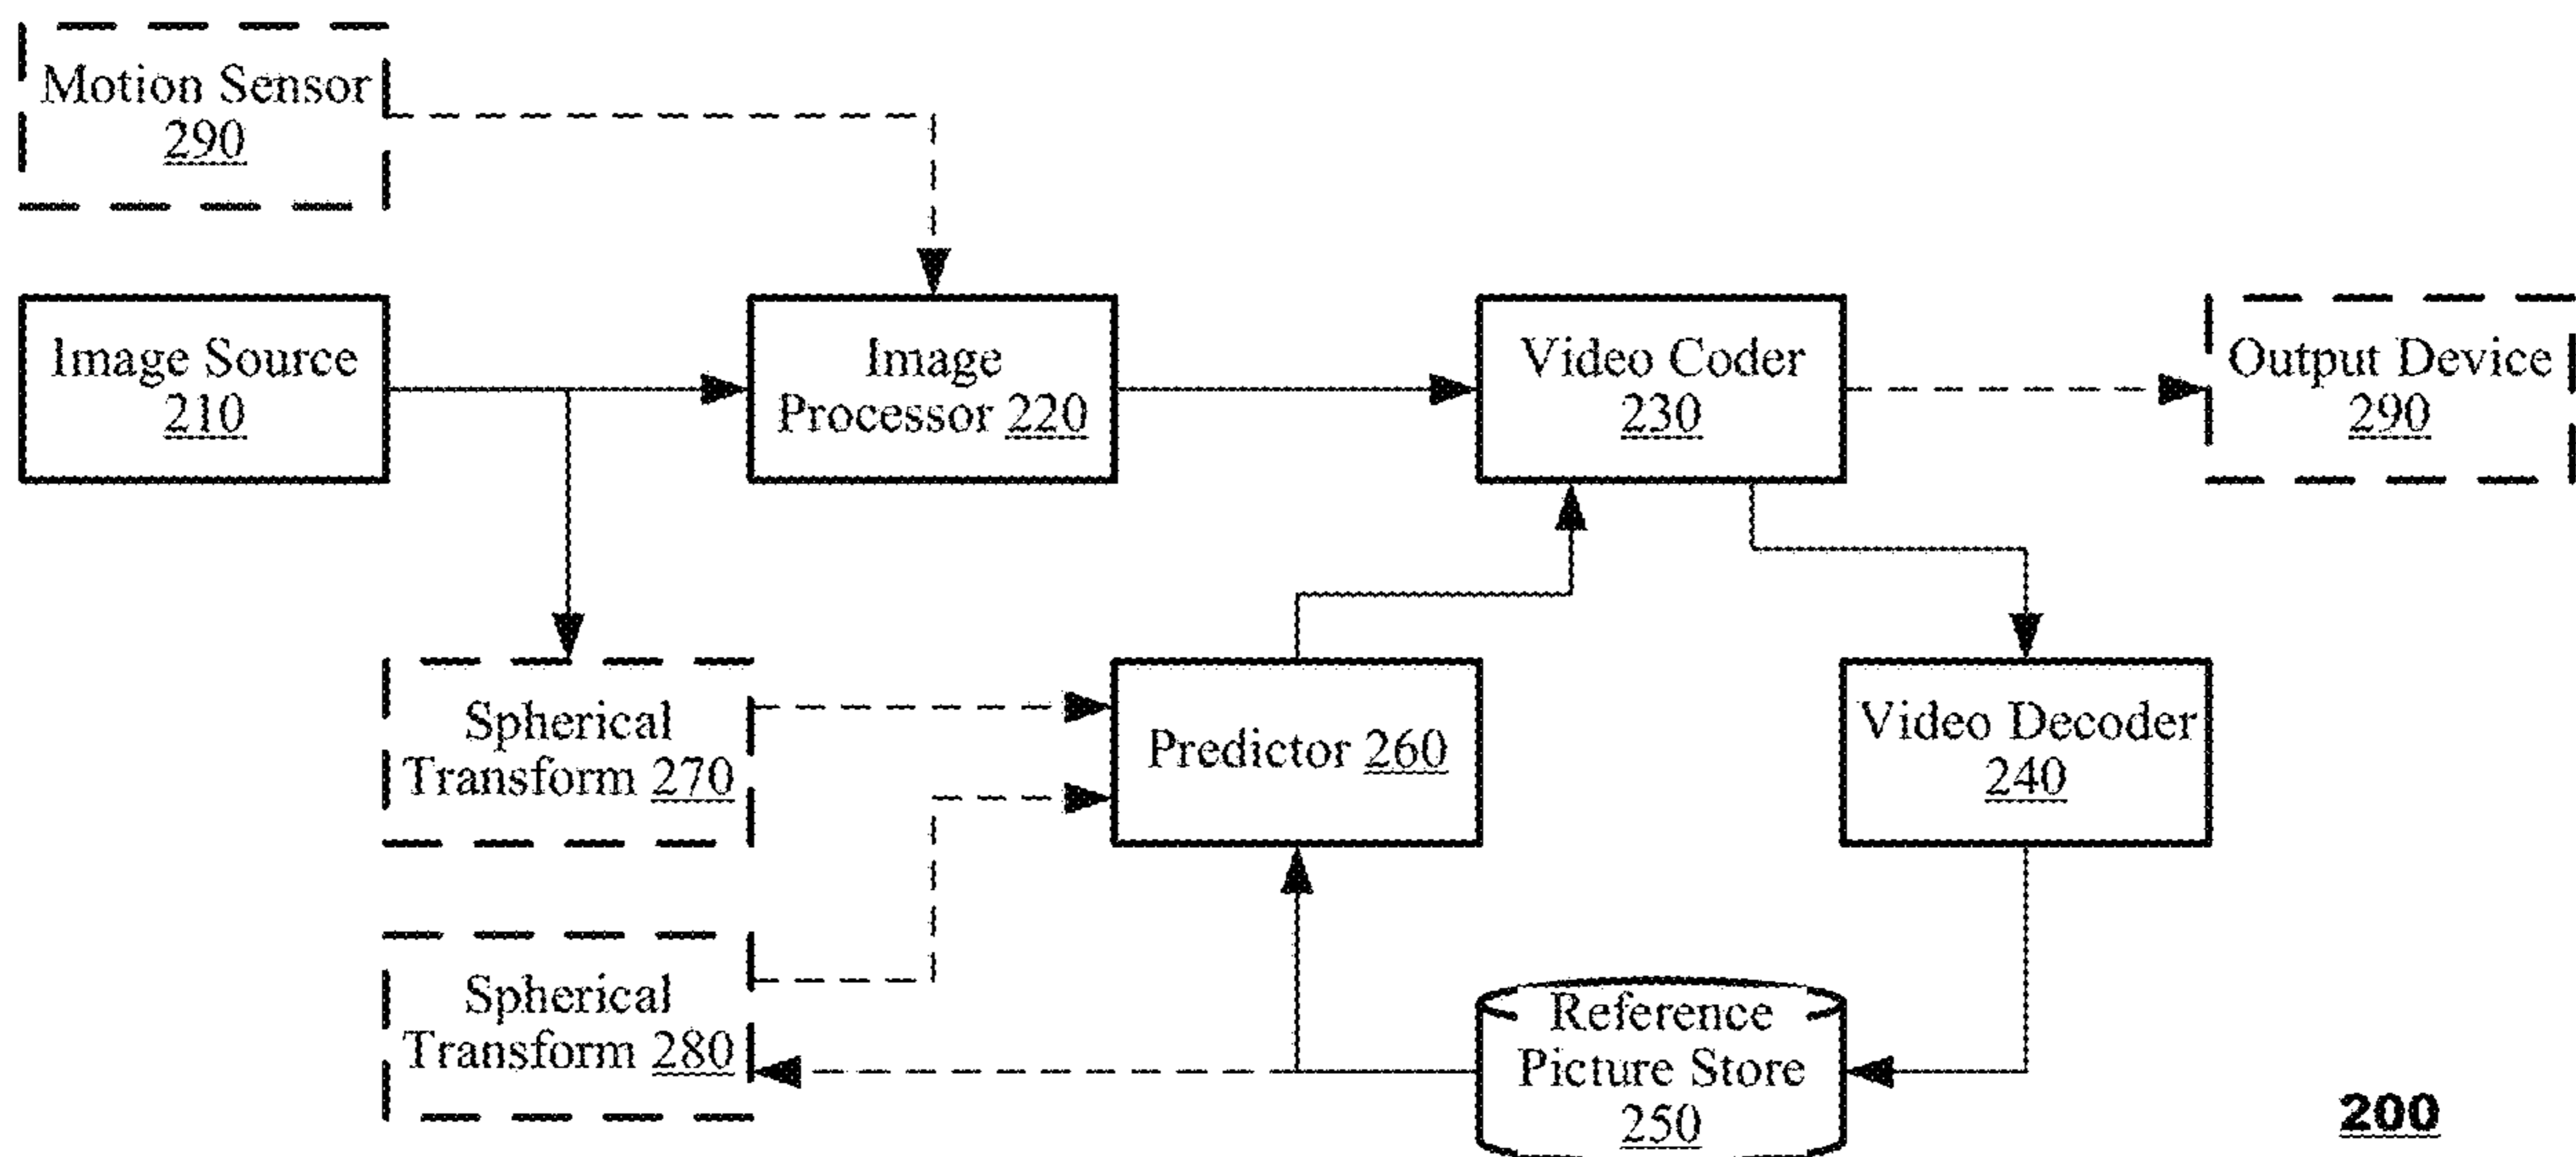 Motion Sensor
290
Image Source
210
Image
Processor 220
Video Coder
230
Output Device
290
Spherical
Transform 270
Predictor 260
Video Decoder
240
Spherical
Transform 280
Reference
Picture Store
250
200